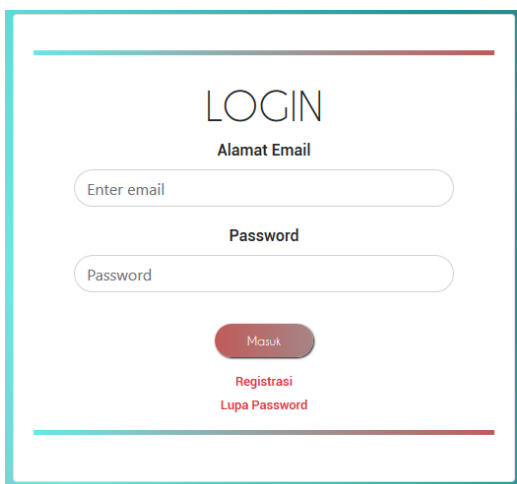 LOGIN
Alamat Email
Enter email
Password
Password
Masuk
Registrasi
Lupa Password